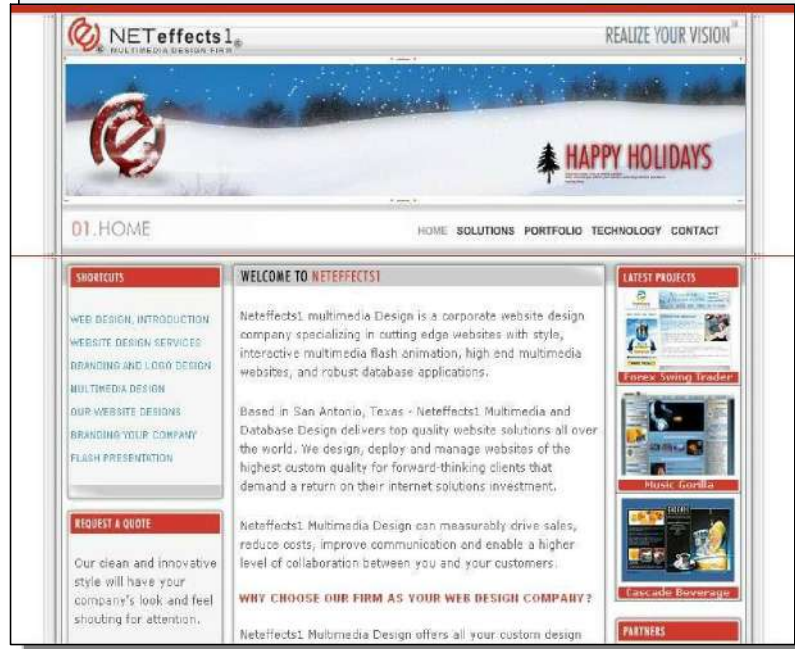 NETeffects1®
MULTIMEDIA DESIGN FIRM
REALIZE YOUR VISION
HAPPY HOLIDAYS
01.HOME
HOME SOLUTIONS PORTFOLIO TECHNOLOGY CONTACT
SHORTCUTS
WEB DESIGN, INTRODUCTION
WEBSITE DESIGN SERVICES
BRANDING AND LOGO DESIGN
MULTIMEDIA DESIGN
OUR WEBSITE DESIGNS
BRANDING YOUR COMPANY
FLASH PRESENTATION
REQUEST A QUOTE
Our clean and innovative
style will have your
company's look and feel
shouting for attention.
WELCOME TO NETEFFECTS1
Neteffects1 multimedia Design is a corporate website design
company specializing in cutting edge websites with style,
interactive multimedia flash animation, high end multimedia
websites, and robust database applications.
Based in San Antonio, Texas - Neteffects1 Multimedia and
Database Design delivers top quality website solutions all over
the world. We design, deploy and manage websites of the
highest custom quality for forward-thinking clients that
demand a return on their internet solutions investment.
Neteffects1 Multimedia Design can measurably drive sales,
reduce costs, improve communication and enable a higher
level of collaboration between you and your customers.
WHY CHOOSE OUR FIRM AS YOUR WEB DESIGN COMPANY?
Neteffects1 Multimedia Design offers all your custom design
LATEST PROJECTS
Forex Swing Trader
Music Gorilla
Cascade Beverage
PARTNERS